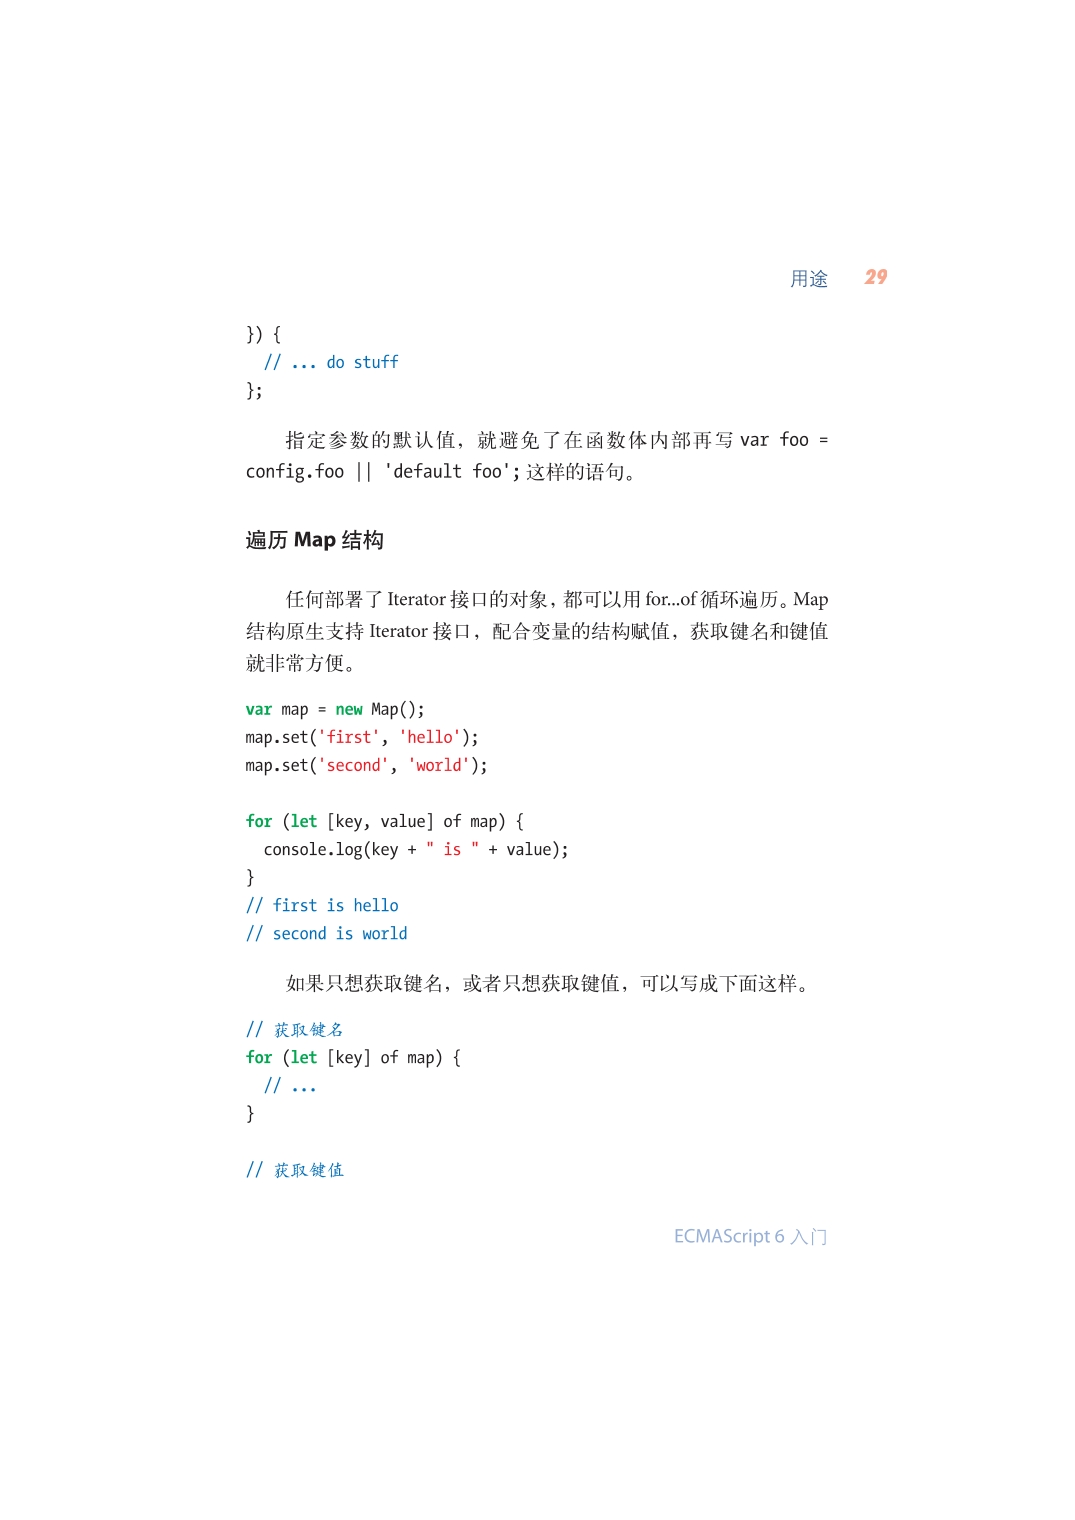 用途 29
}) {
  // ... do stuff
};
指定参数的默认值，就避免了在函数体内部再写 var foo =
config.foo || 'default foo'; 这样的语句。
遍历 Map 结构
任何部署了 Iterator 接口的对象，都可以用 for...of 循环遍历。Map
结构原生支持 Iterator 接口，配合变量的结构赋值，获取键名和键值
就非常方便。
var map = new Map();
map.set('first', 'hello');
map.set('second', 'world');
for (let [key, value] of map) {
  console.log(key + " is " + value);
}
// first is hello
// second is world
如果只想获取键名，或者只想获取键值，可以写成下面这样。
// 获取键名
for (let [key] of map) {
  // ...
}
// 获取键值
ECMAScript 6 入门